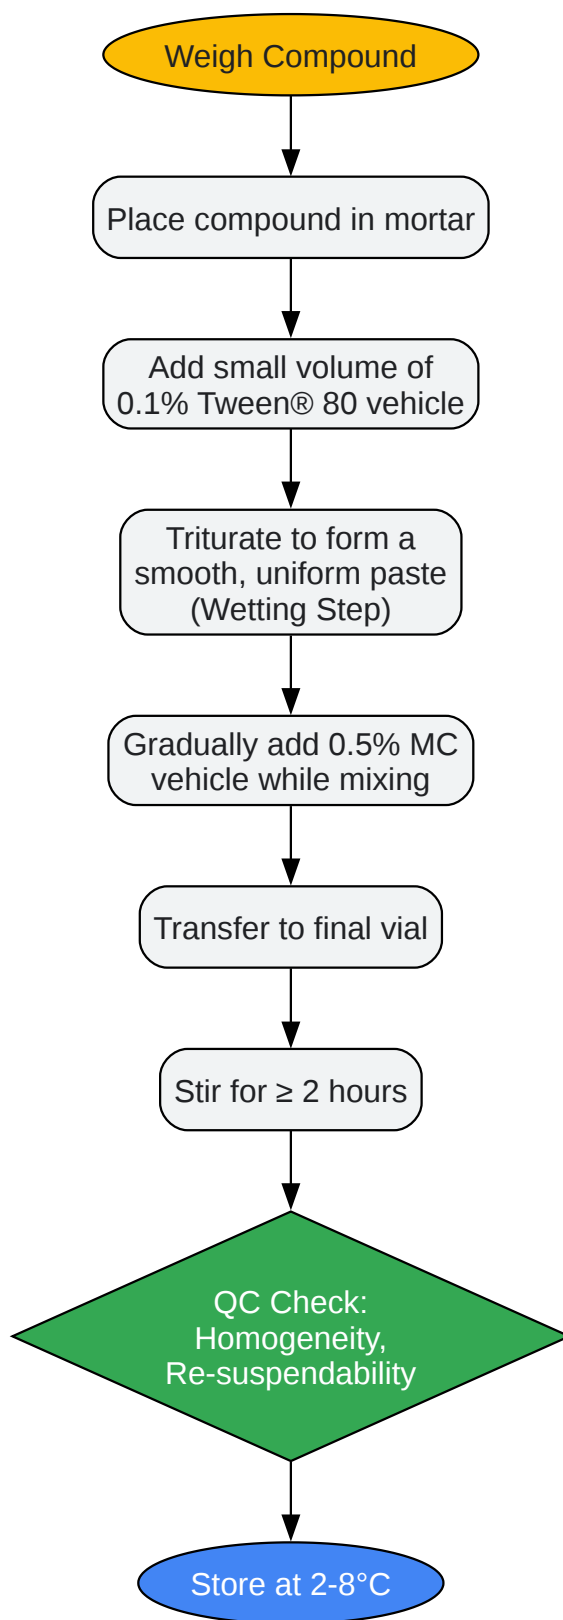 Weigh Compound
Place compound in mortar
Add small volume of
0.1% Tween® 80 vehicle
Triturate to form a
smooth, uniform paste
(Wetting Step)
Gradually add 0.5% MC
vehicle while mixing
Transfer to final vial
Stir for ≥ 2 hours
QC Check:
Homogeneity,
Re-suspendability
Store at 2-8°C